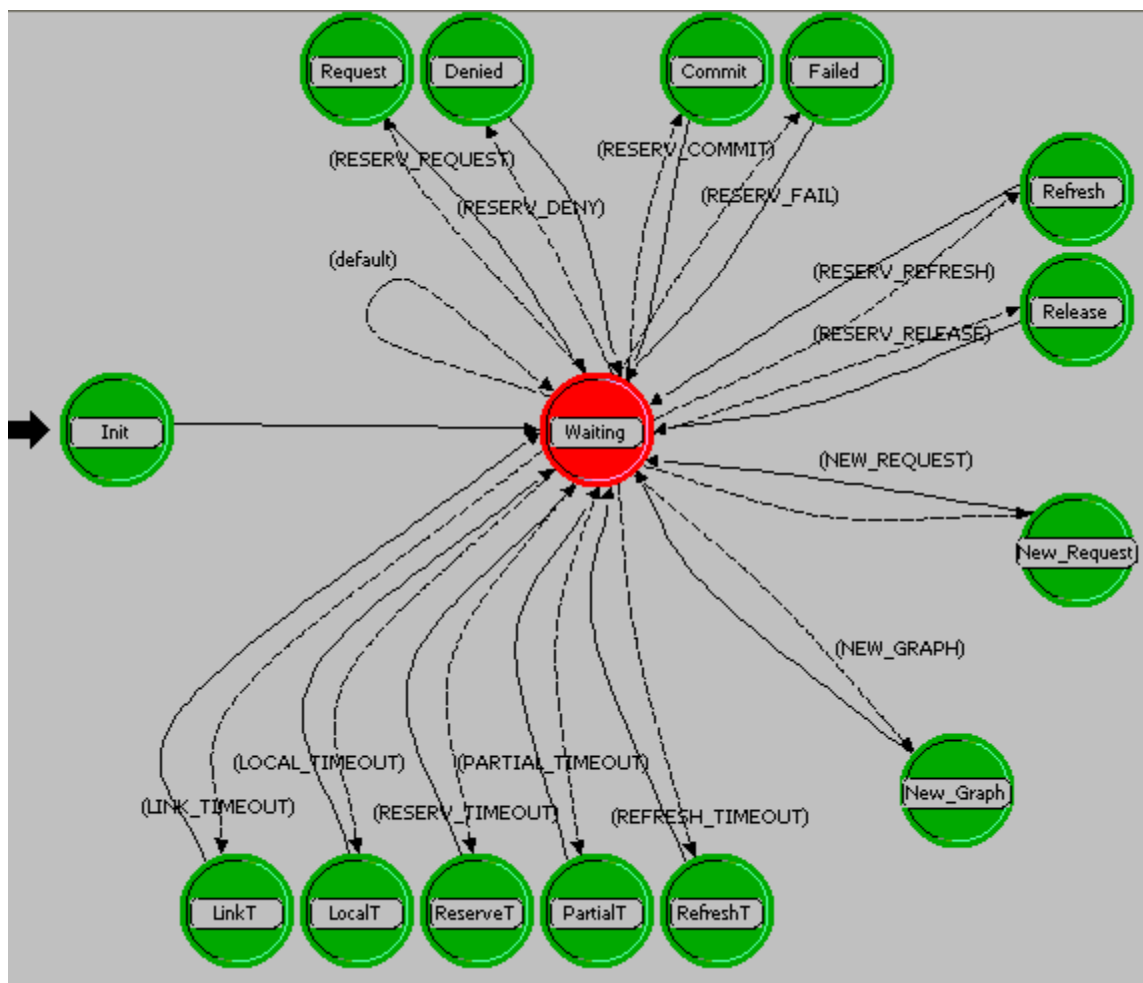 Request
Denied
Commit
Failed
(RESERV_REQUEST)
(RESERV_COMMIT)
(RESERV_DENY)
(RESERV_FAIL)
Refresh
(default)
(RESERV_REFRESH)
Release
(RESERV_RELEASE)
Init
Waiting
(NEW_REQUEST)
New_Request
(NEW_GRAPH)
(LOCAL_TIMEOUT)
(PARTIAL_TIMEOUT)
(LINK_TIMEOUT)
(RESERV_TIMEOUT)
(REFRESH_TIMEOUT)
New_Graph
LinkT
LocalT
ReserveT
PartialT
RefreshT